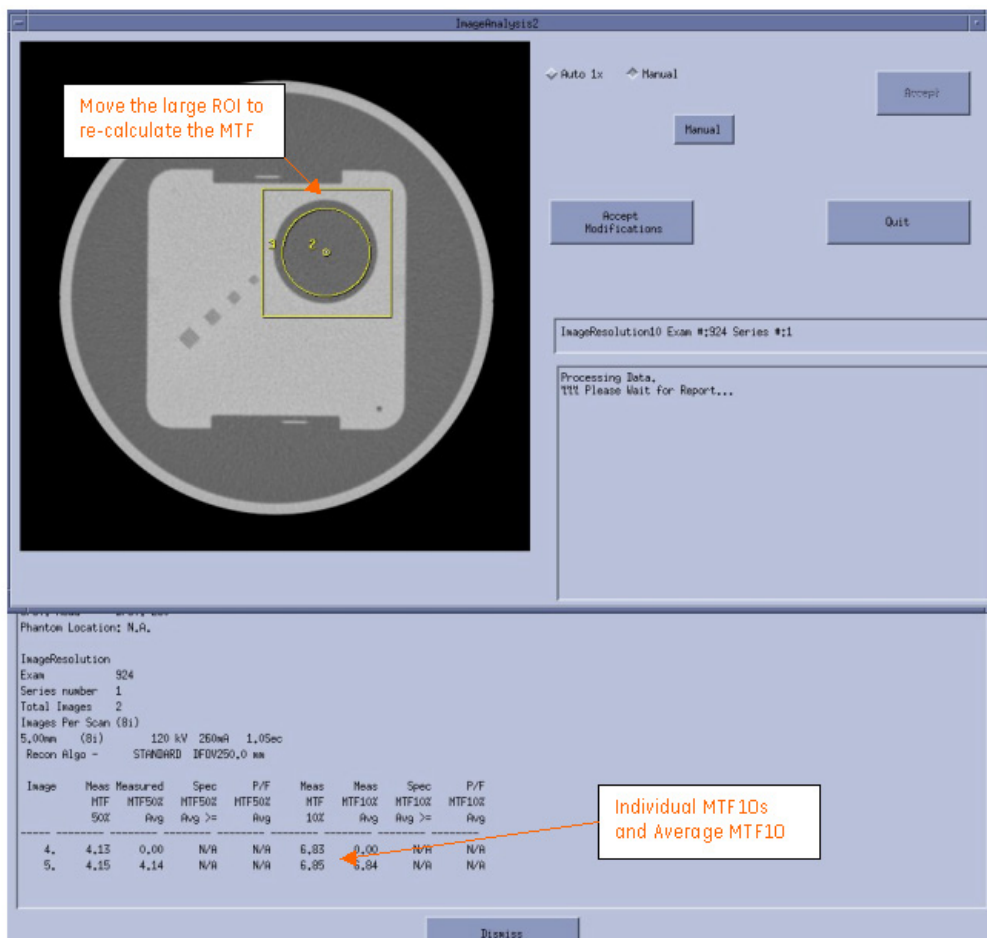 ImageAnalysis2
Move the large ROI to
re-calculate the MTF
3 2
Auto 1x Manual
Accept
Manual
Accept
Modifications
Quit
ImageResolution10 Exam #:924 Series #:1
Processing Data.
%%% Please Wait for Report...
Phantom Location: N.A.
ImageResolution
Exam 924
Series number 1
Total Images 2
Images Per Scan (8i)
5.00mm (8i) 120 kV 260mA 1.0Sec
Recon Algo - STANDARD DFOV250.0 mm
Image Meas Measured Spec P/F Meas Meas Spec P/F
MTF MTF50% MTF50% MTF50% MTF MTF10% MTF10% MTF10%
50% Avg Avg >= Avg 10% Avg Avg >= Avg
----- -------- -------- -------- -------- -------- -------- -------- --------
4. 4.13 0.00 N/A N/A 6.83 0.00 N/A N/A
5. 4.15 4.14 N/A N/A 6.85 6.84 N/A N/A
Individual MTF10s
and Average MTF10
Dismiss